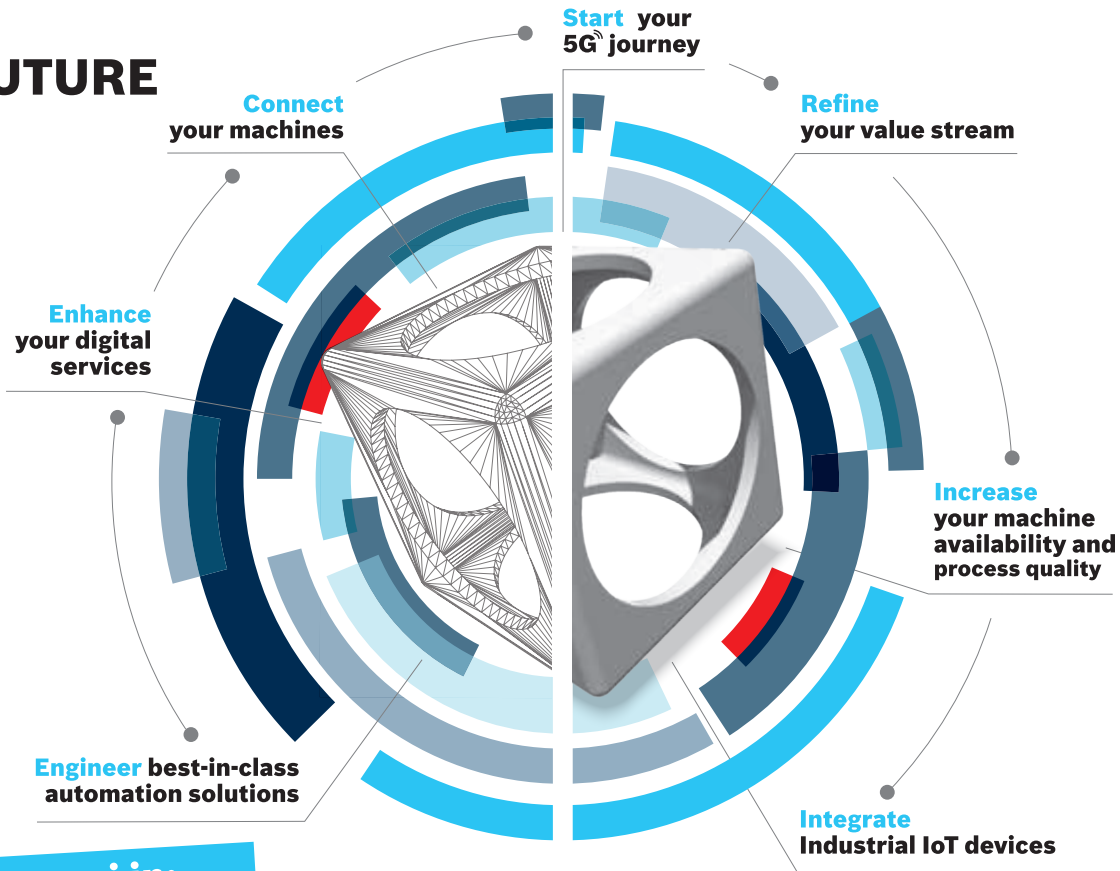 UTURE
Start your
5G journey
Connect
your machines
Refine
your value stream
Enhance
your digital
services
Increase
your machine
availability and
process quality
Engineer best-in-class
automation solutions
Integrate
Industrial IoT devices